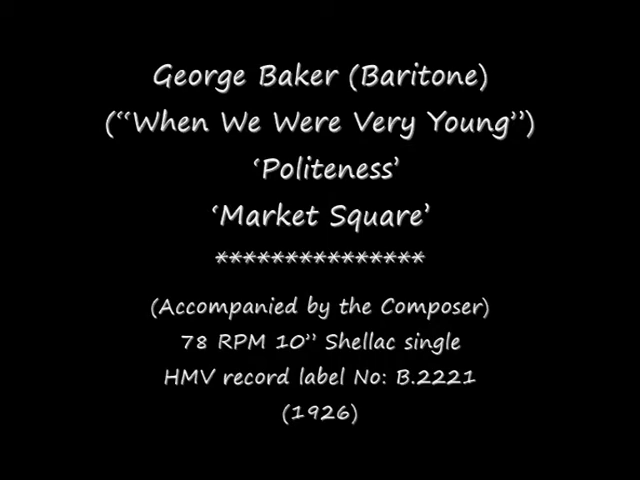 George Baker (Baritone)
(“When We Were Very Young”)
‘Politeness’
‘Market Square’
***************
(Accompanied by the Composer)
78 RPM 10” Shellac single
HMV record label No: B.2221
(1926)